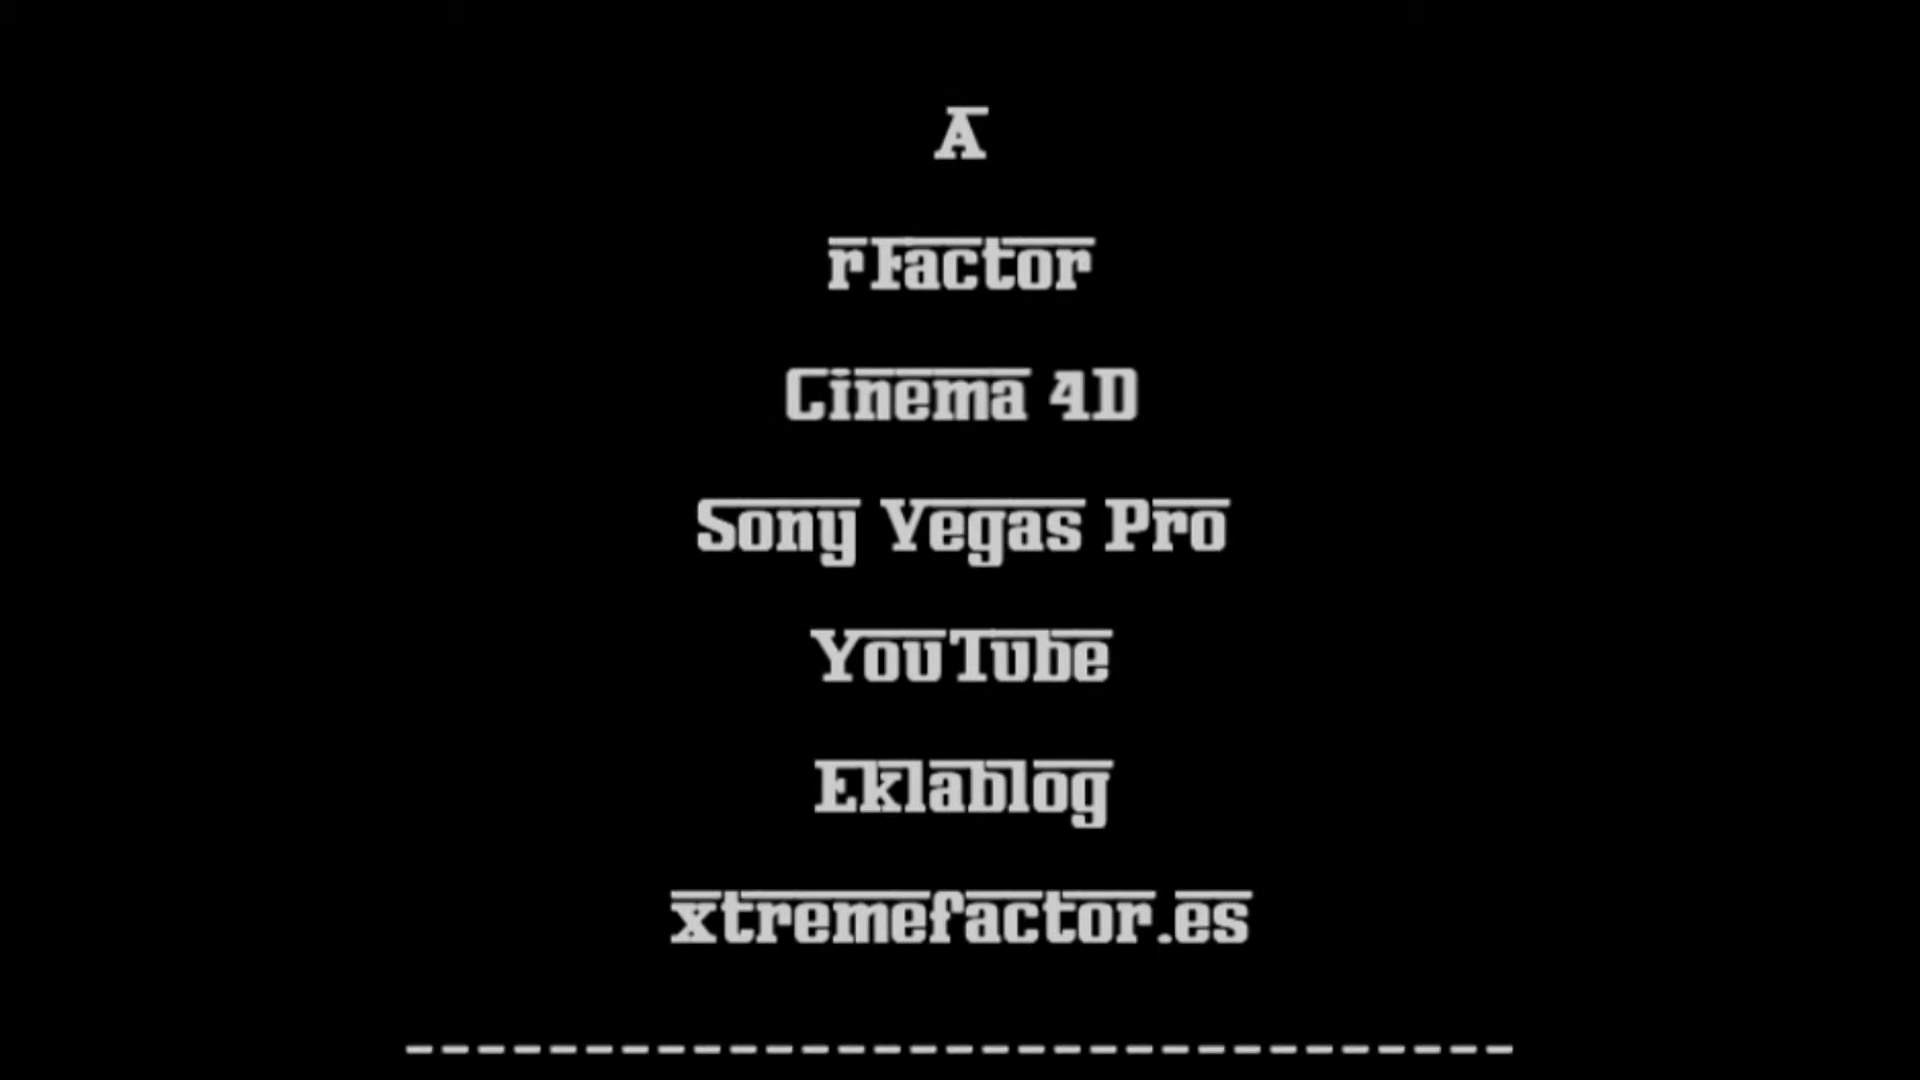 A
rFactor
Cinema 4D
Sony Vegas Pro
YouTube
Eklablog
xtremefactor.es
-------------------------------